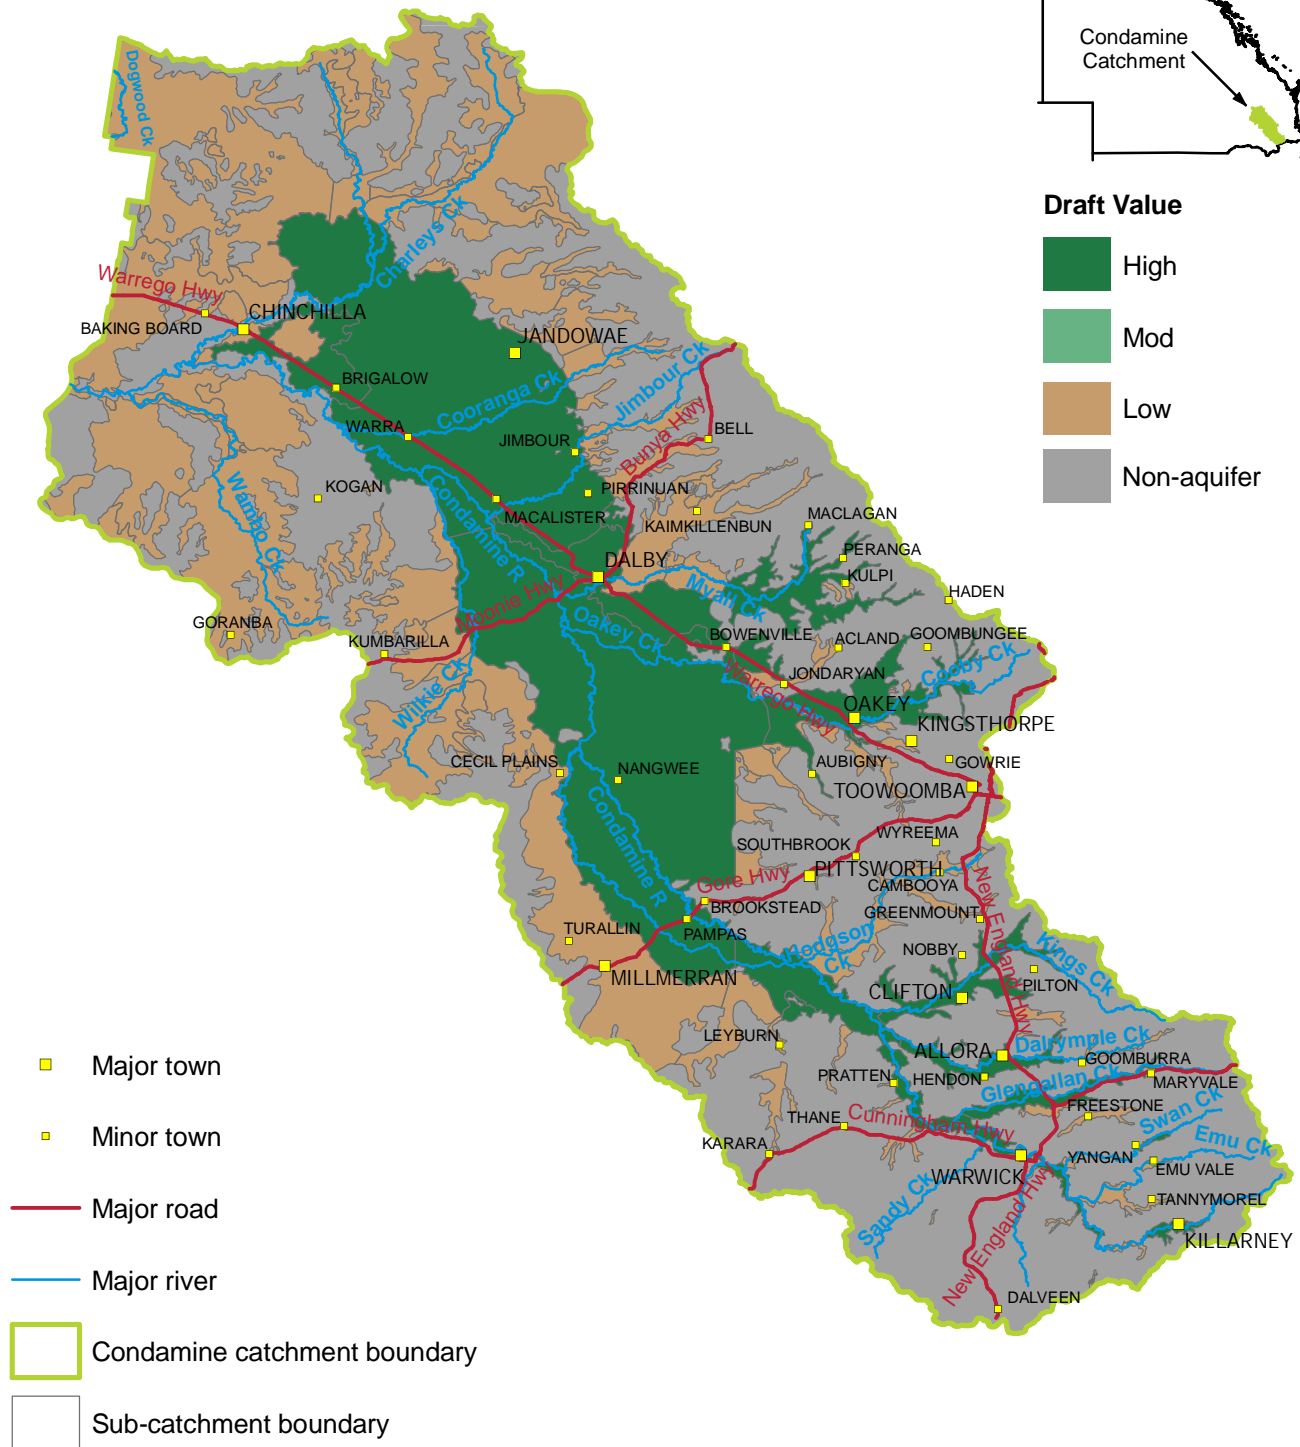 Condamine
Catchment
Draft Value
High
Mod
Low
Non-aquifer
Dogwood Ck
Charleys Ck
Warrego Hwy
CHINCHILLA
BAKING BOARD
JANDOWAE
BRIGALOW
Cooranga Ck
Jimbour Ck
WARRA
JIMBOUR
Bunya Hwy
BELL
KOGAN
Wambo Ck
Condamine R
PIRRINUAN
MACALISTER
KAIMKILLENBUN
MACLAGAN
PERANGA
DALBY
KULPI
Myall Ck
HADEN
Moonie Hwy
GORANBA
KUMBARILLA
Oakey Ck
BOWENVILLE
ACLAND
GOOMBUNGEE
Cooby Ck
JONDARYAN
Warrego Hwy
Wilkie Ck
OAKEY
KINGSTHORPE
CECIL PLAINS
NANGWEE
AUBIGNY
GOWRIE
TOOWOOMBA
Condamine R
WYREEMA
SOUTHBROOK
PITTSWORTH
Gore Hwy
CAMBOOYA
BROOKSTEAD
GREENMOUNT
New England Hwy
TURALLIN
PAMPAS
Hodgson
Ck
NOBBY
Kings Ck
MILLMERRAN
CLIFTON
PILTON
LEYBURN
ALLORA
Dalrymple Ck
GOOMBURRA
PRATTEN
HENDON
Glengallan Ck
MARYVALE
THANE
Cunningham Hwy
FREESTONE
Swan Ck
KARARA
Emu Ck
YANGAN
EMU VALE
WARWICK
Sandy Ck
TANNYMOREL
KILLARNEY
New England Hwy
DALVEEN
Major town
Minor town
Major road
Major river
Condamine catchment boundary
Sub-catchment boundary